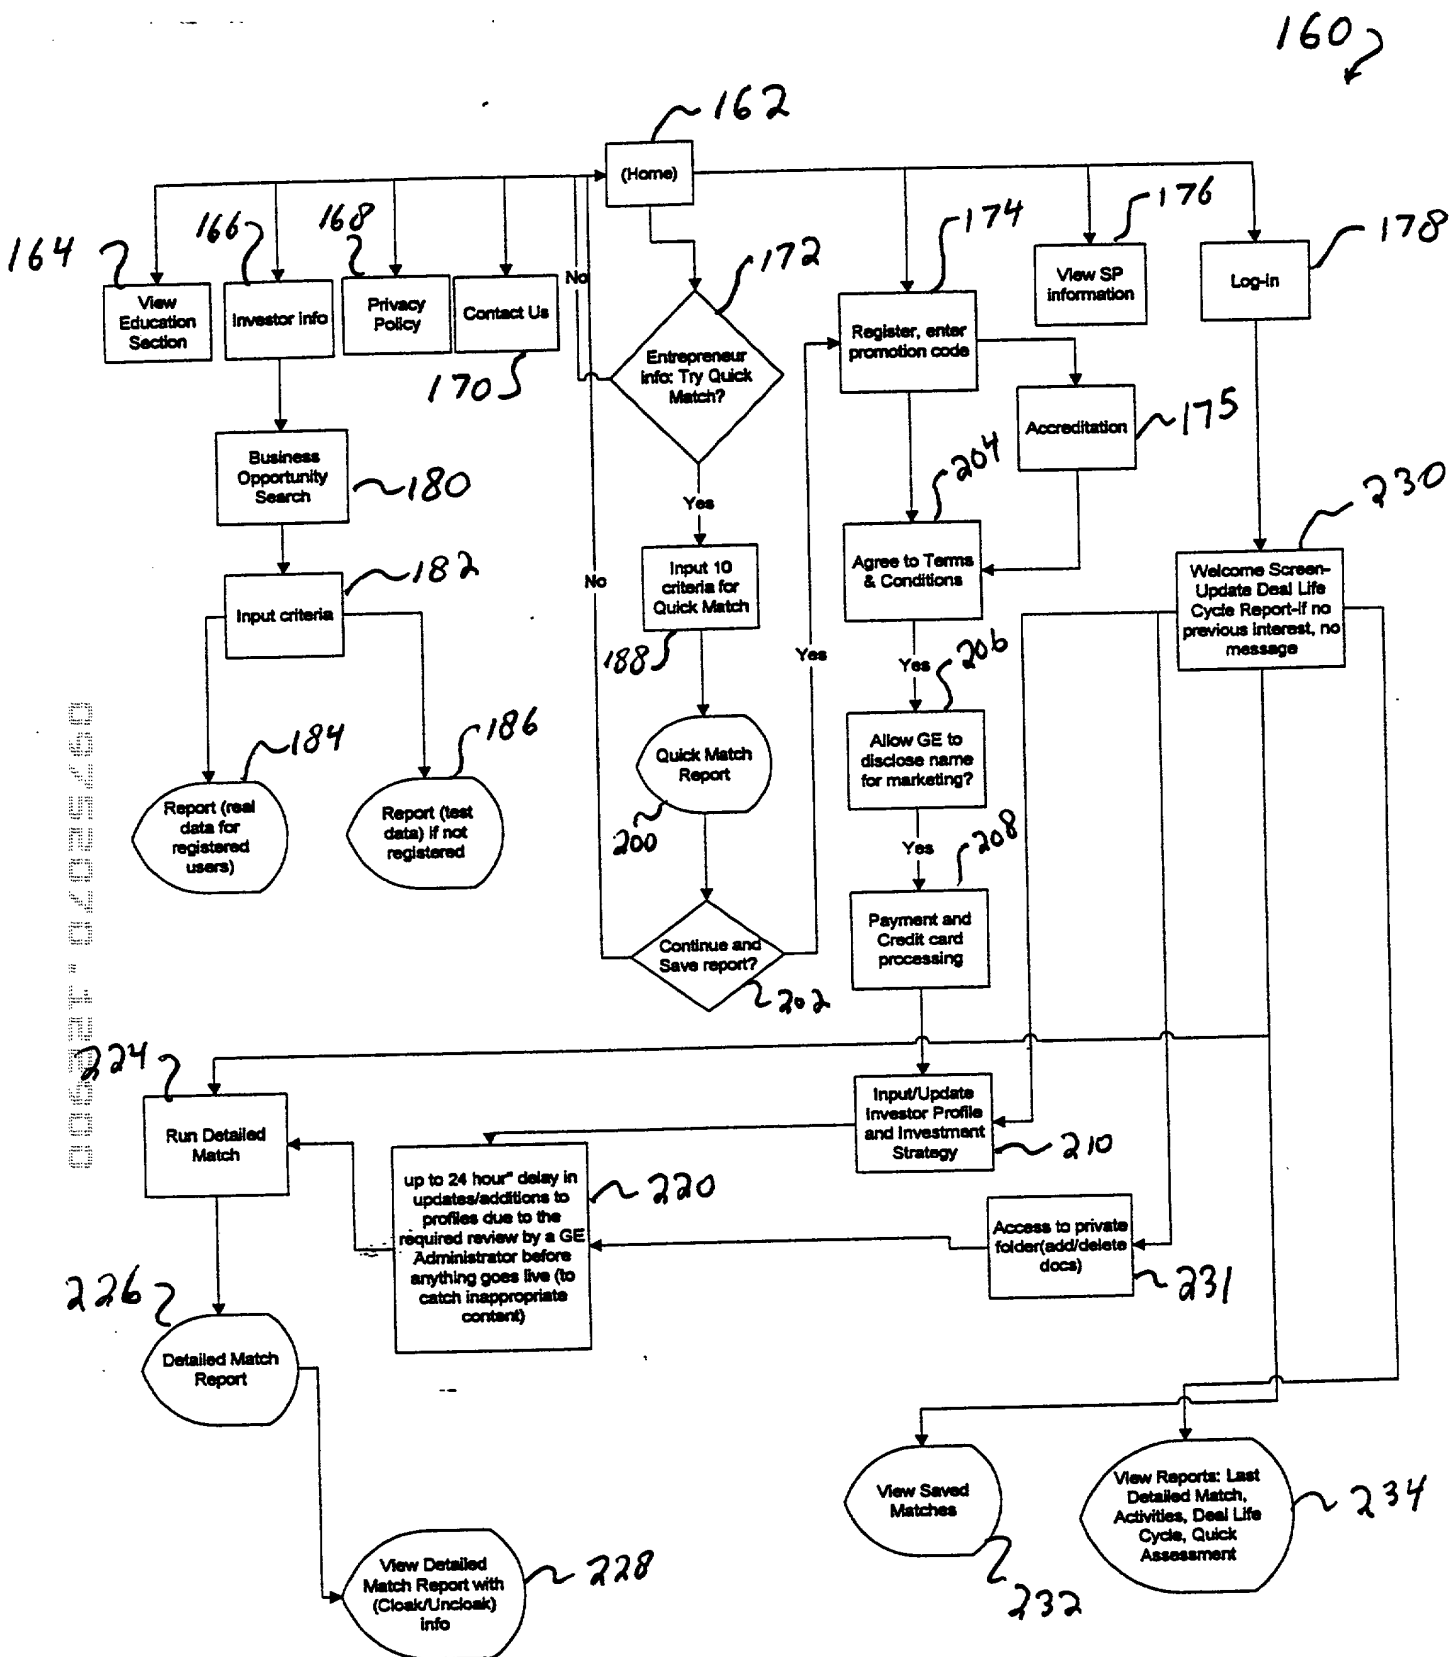 160
162
(Home)
164
166
168
172
174
176
178
No
View
Education
Section
Investor info
Privacy
Policy
Contact Us
170
Entrepreneur
info: Try Quick
Match?
Register, enter
promotion code
View SP
information
Log-in
Accreditation
175
Business
Opportunity
Search
180
Yes
204
230
Input criteria
182
No
Input 10
criteria for
Quick Match
188
Yes
Agree to Terms
& Conditions
Welcome Screen-
Update Deal Life
Cycle Report-if no
previous interest, no
message
Yes
206
184
186
Report (real
data for
registered
users)
Report (test
data) if not
registered
Quick Match
Report
200
Allow GE to
disclose name
for marketing?
Yes
208
Continue and
Save report?
202
Payment and
Credit card
processing
224
Run Detailed
Match
Input/Update
Investor Profile
and Investment
Strategy
210
up to 24 hour" delay in
updates/additions to
profiles due to the
required review by a GE
Administrator before
anything goes live (to
catch inappropriate
content)
220
Access to private
folder(add/delete
docs)
231
226
Detailed Match
Report
View Saved
Matches
232
View Reports: Last
Detailed Match,
Activities, Deal Life
Cycle, Quick
Assessment
234
View Detailed
Match Report with
(Cloak/Uncloak)
info
228